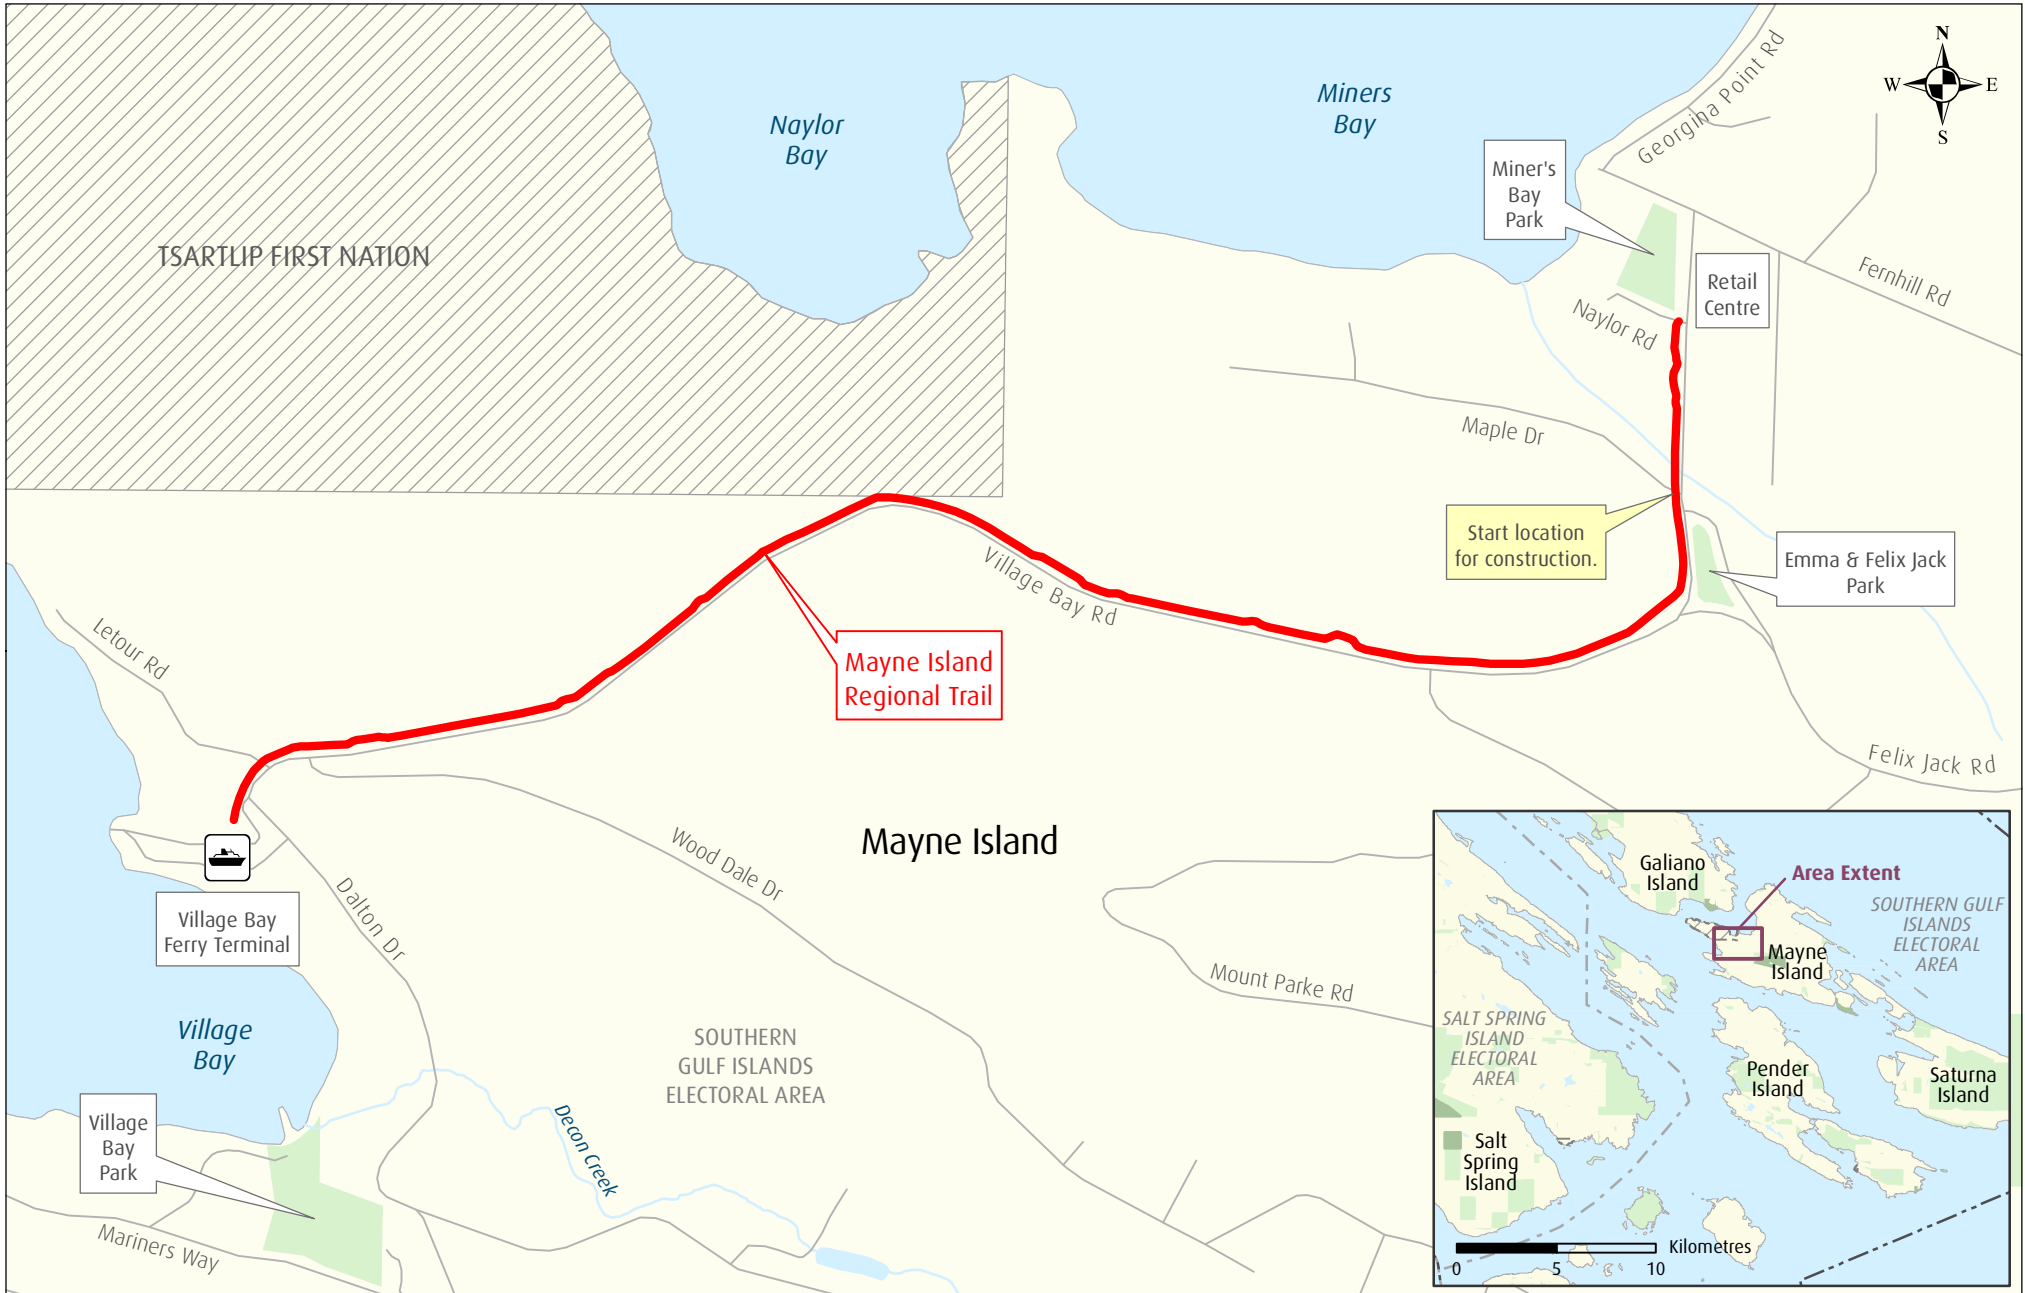 N
W
E
S
Naylor
Bay
Miners
Bay
Georgina Point Rd
Miner's
Bay
Park
TSARTLIP FIRST NATION
Retail
Centre
Fernhill Rd
Naylor Rd
Maple Dr
Start location
for construction.
Emma & Felix Jack
Park
Village Bay Rd
Letour Rd
Mayne Island
Regional Trail
Felix Jack Rd
Mayne Island
Wood Dale Dr
Dalton Dr
Village Bay
Ferry Terminal
Mount Parke Rd
Village
Bay
SOUTHERN
GULF ISLANDS
ELECTORAL AREA
Decon Creek
Village
Bay
Park
Mariners Way
Galiano
Island
Area Extent
SOUTHERN GULF
ISLANDS
ELECTORAL
AREA
Mayne
Island
SALT SPRING
ISLAND
ELECTORAL
AREA
Pender
Island
Saturna
Island
Salt
Spring
Island
Kilometres
0
5
10